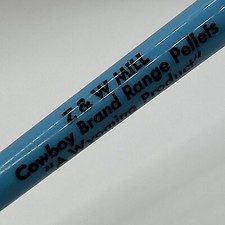 Z & W Mill
Cowboy Brand Range Pellets
"A Wyoming Product"